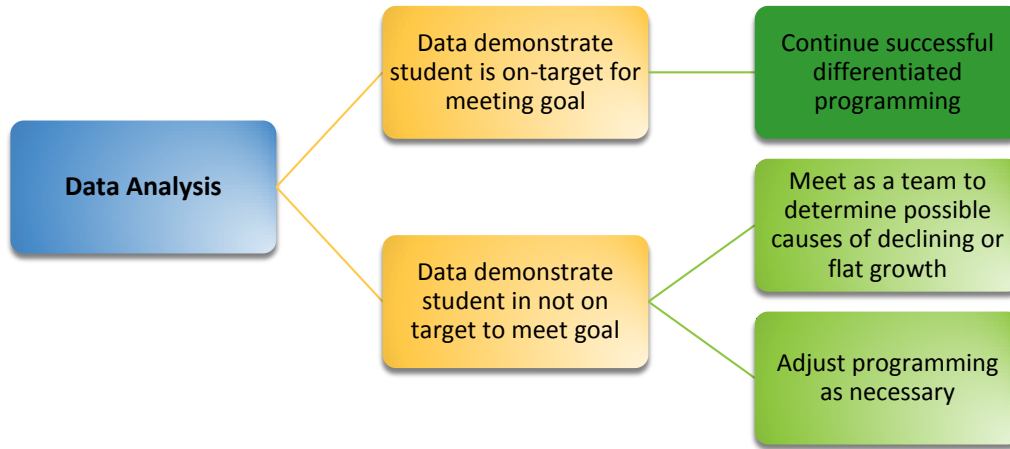 Data Analysis
Data demonstrate
student is on-target for
meeting goal
Continue successful
differentiated
programming
Data demonstrate
student in not on
target to meet goal
Meet as a team to
determine possible
causes of declining or
flat growth
Adjust programming
as necessary